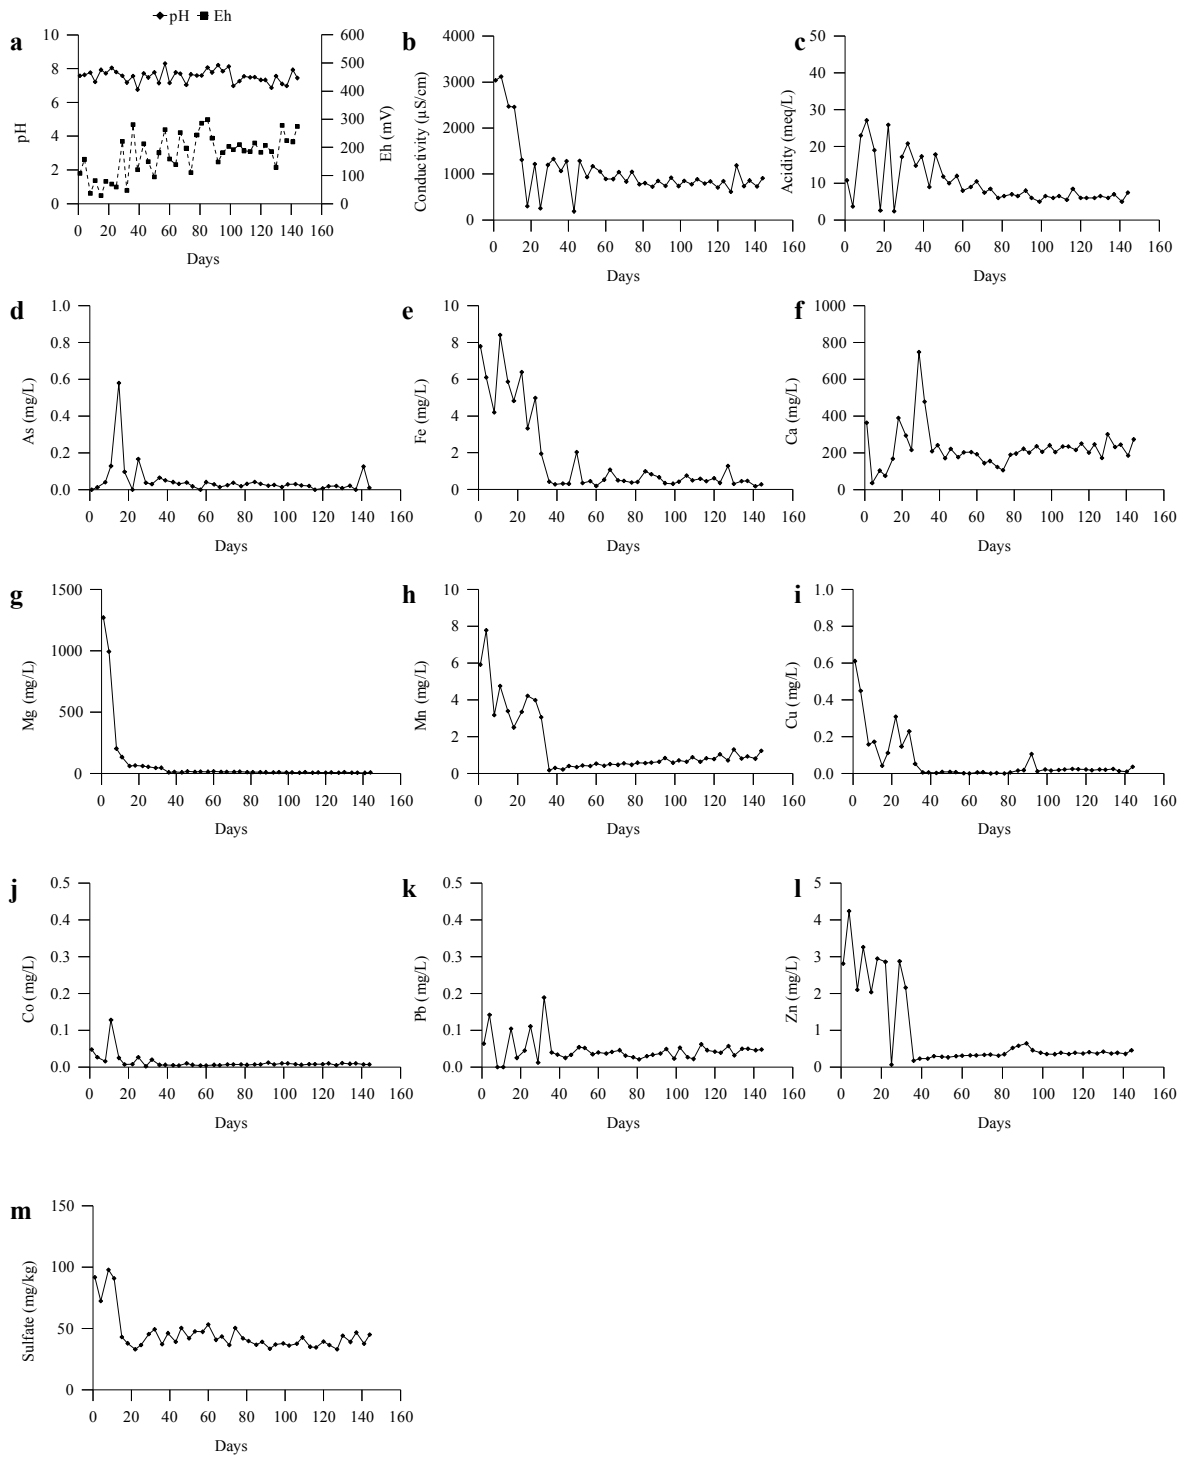 pH Eh
a
10
8
6
4
2
0
pH
600
500
400
300
200
100
0
Eh (mV)
0 20 40 60 80 100 120 140 160
Days
b
4000
3000
2000
1000
0
Conductivity (µS/cm)
0 20 40 60 80 100 120 140 160
Days
c
50
40
30
20
10
0
Acidity (meq/L)
0 20 40 60 80 100 120 140 160
Days
d
1.0
0.8
0.6
0.4
0.2
0.0
As (mg/L)
0 20 40 60 80 100 120 140 160
Days
e
10
8
6
4
2
0
Fe (mg/L)
0 20 40 60 80 100 120 140 160
Days
f
1000
800
600
400
200
0
Ca (mg/L)
0 20 40 60 80 100 120 140 160
Days
g
1500
1000
500
0
Mg (mg/L)
0 20 40 60 80 100 120 140 160
Days
h
10
8
6
4
2
0
Mn (mg/L)
0 20 40 60 80 100 120 140 160
Days
i
1.0
0.8
0.6
0.4
0.2
0.0
Cu (mg/L)
0 20 40 60 80 100 120 140 160
Days
j
0.5
0.4
0.3
0.2
0.1
0.0
Co (mg/L)
0 20 40 60 80 100 120 140 160
Days
k
0.5
0.4
0.3
0.2
0.1
0.0
Pb (mg/L)
0 20 40 60 80 100 120 140 160
Days
l
5
4
3
2
1
0
Zn (mg/L)
0 20 40 60 80 100 120 140 160
Days
m
150
100
50
0
Sulfate (mg/kg)
0 20 40 60 80 100 120 140 160
Days